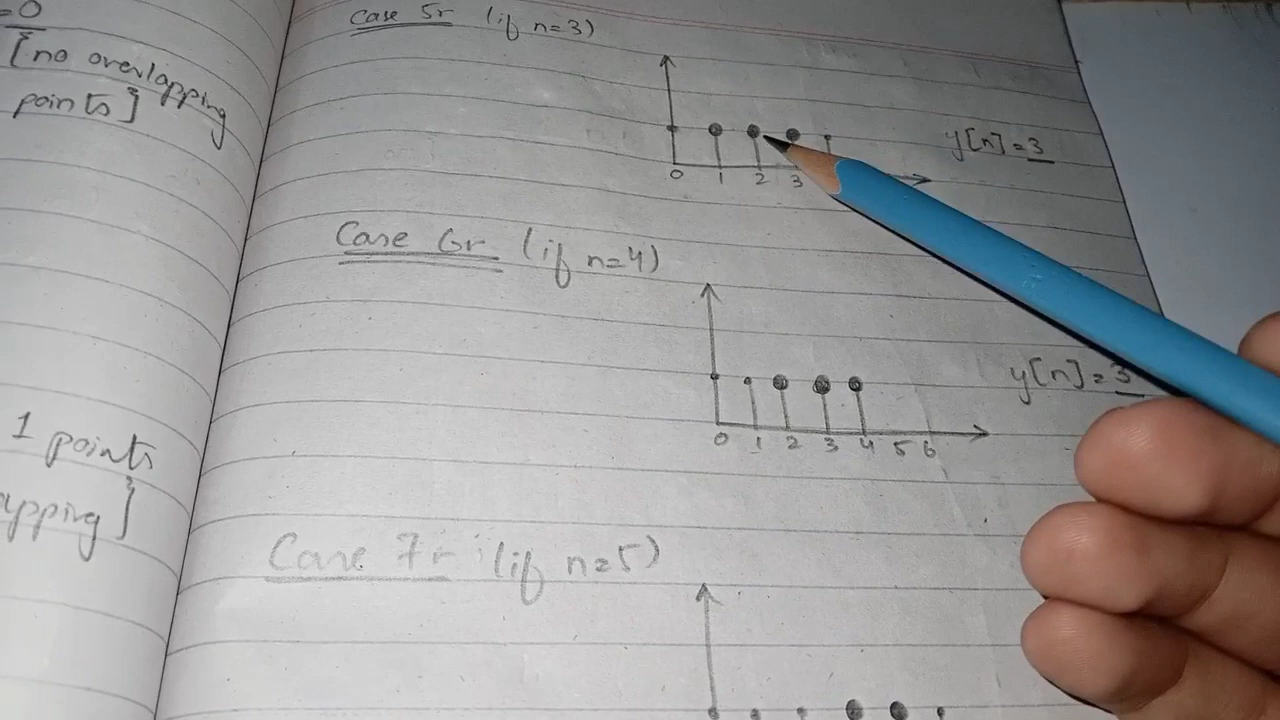 =0
[no overlapping
points]
1 points
apping]
Case 5:- (if n=3)
y[n]=3
0 1 2 3
Case 6:- (if n=4)
y[n]=3
0 1 2 3 4 5 6
Case 7:- (if n=5)